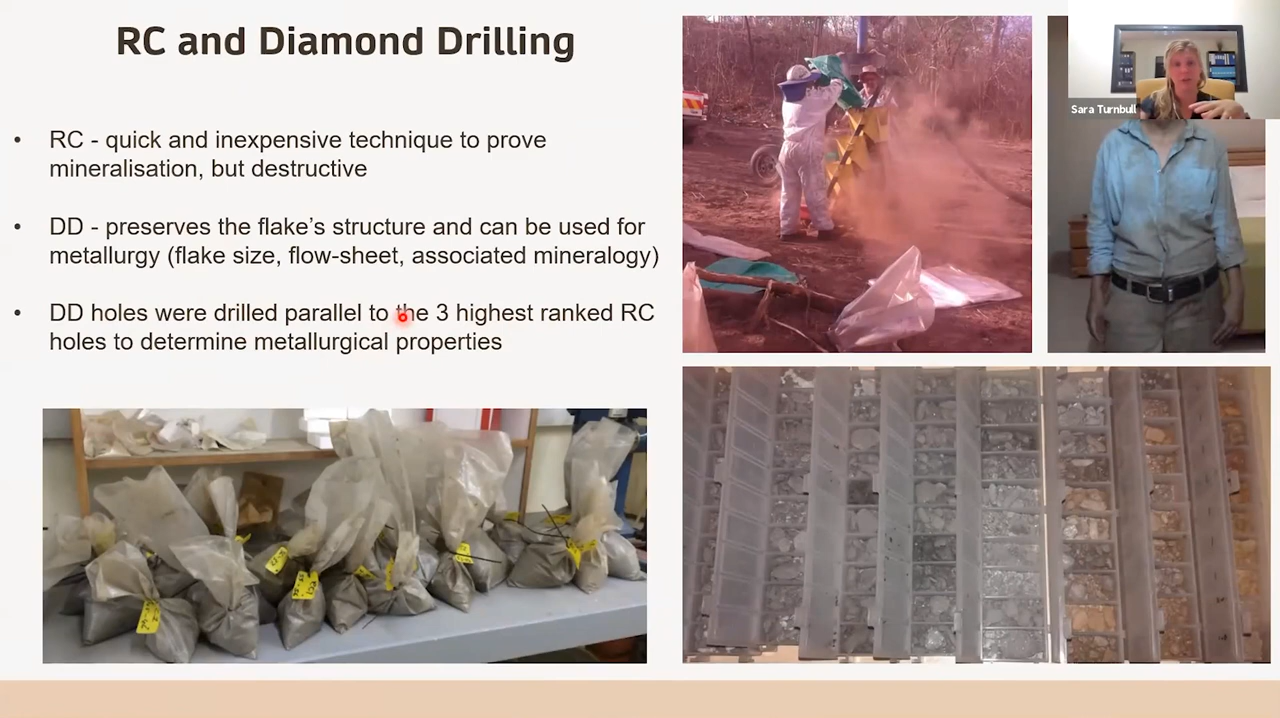 RC and Diamond Drilling
• RC - quick and inexpensive technique to prove
mineralisation, but destructive
• DD - preserves the flake’s structure and can be used for
metallurgy (flake size, flow-sheet, associated mineralogy)
• DD holes were drilled parallel to the 3 highest ranked RC
holes to determine metallurgical properties
Sara Turnbull